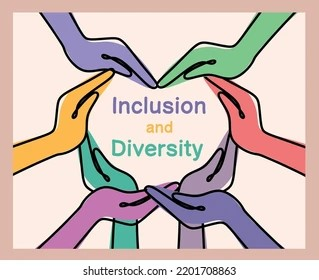 Inclusion
and
Diversity
shutterstock.com · 2201708863